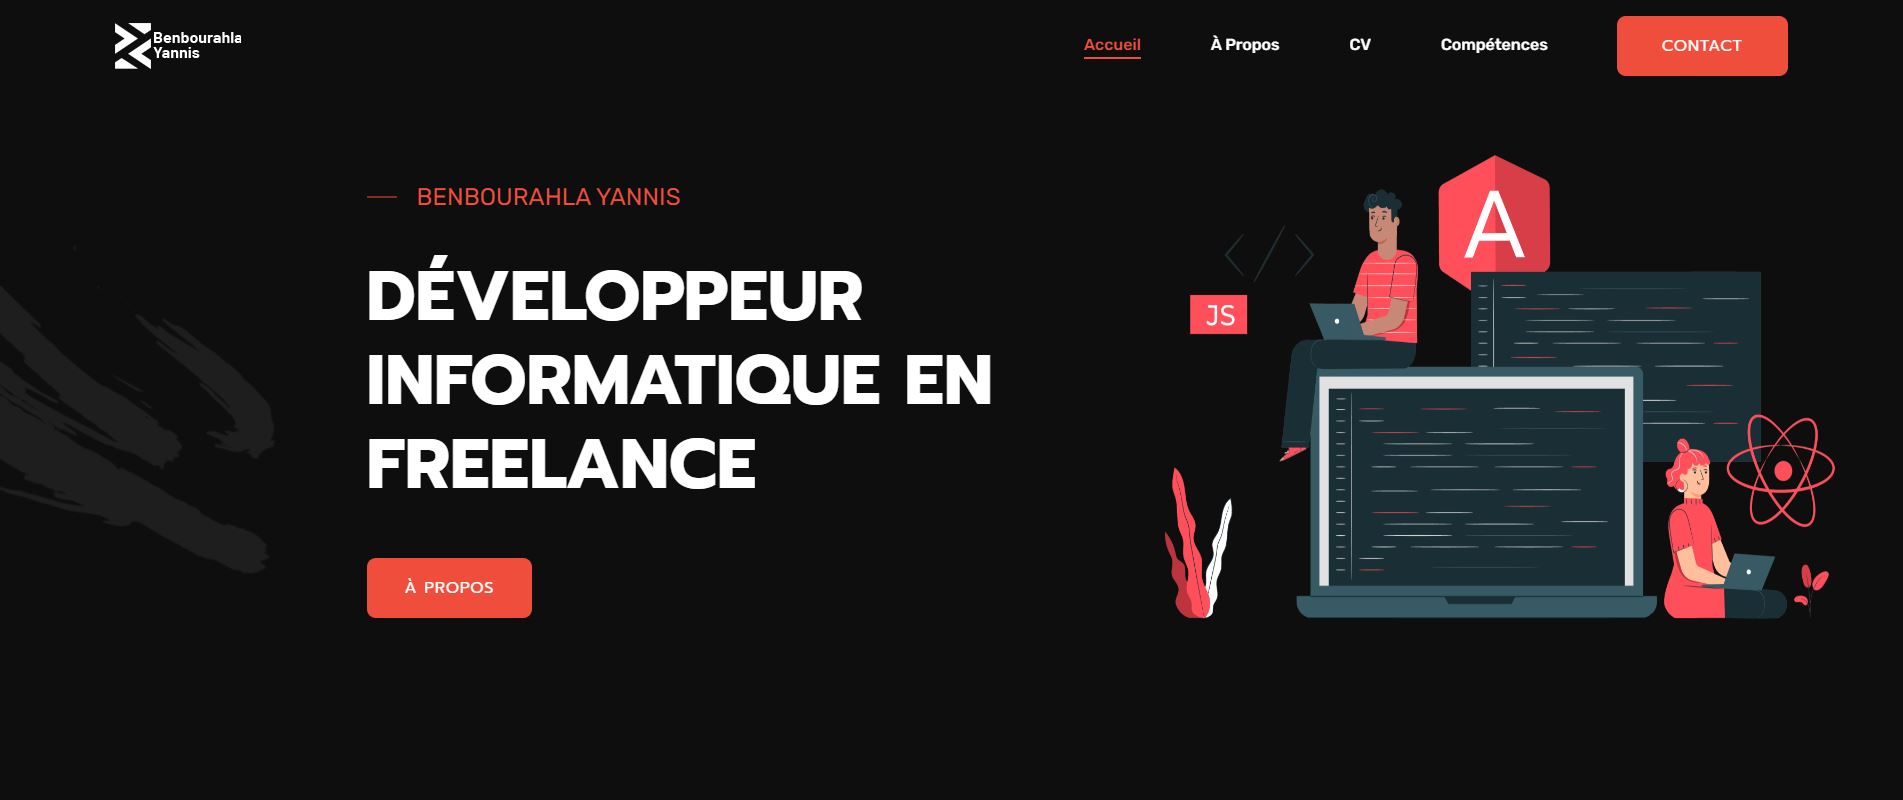 Benbourahla
Yannis
Accueil
À Propos
CV
Compétences
CONTACT
BENBOURAHLA YANNIS
DÉVELOPPEUR
INFORMATIQUE EN
FREELANCE
À PROPOS
A
JS